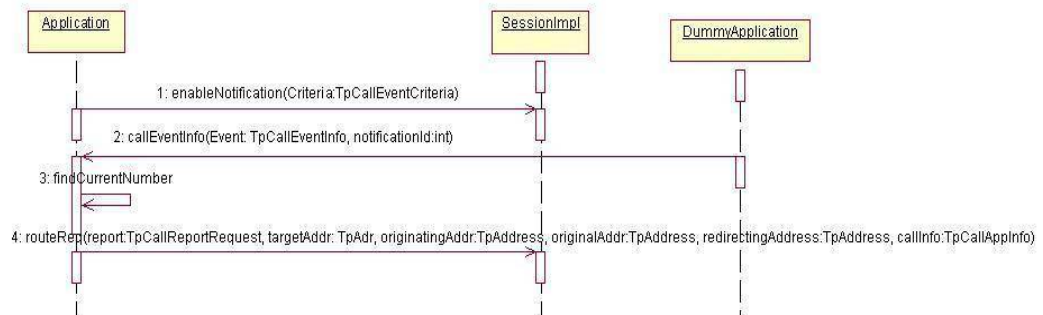 Application
SessionImpl
DummyApplication
1: enableNotification(Criteria:TpCallEventCriteria)
2: callEventInfo(Event: TpCallEventInfo, notificationId:int)
3: findCurrentNumber
4: routeReq(report:TpCallReportRequest, targetAddr: TpAdr, originatingAddr:TpAddress, originalAddr:TpAddress, redirectingAddress:TpAddress, callInfo:TpCallAppInfo)